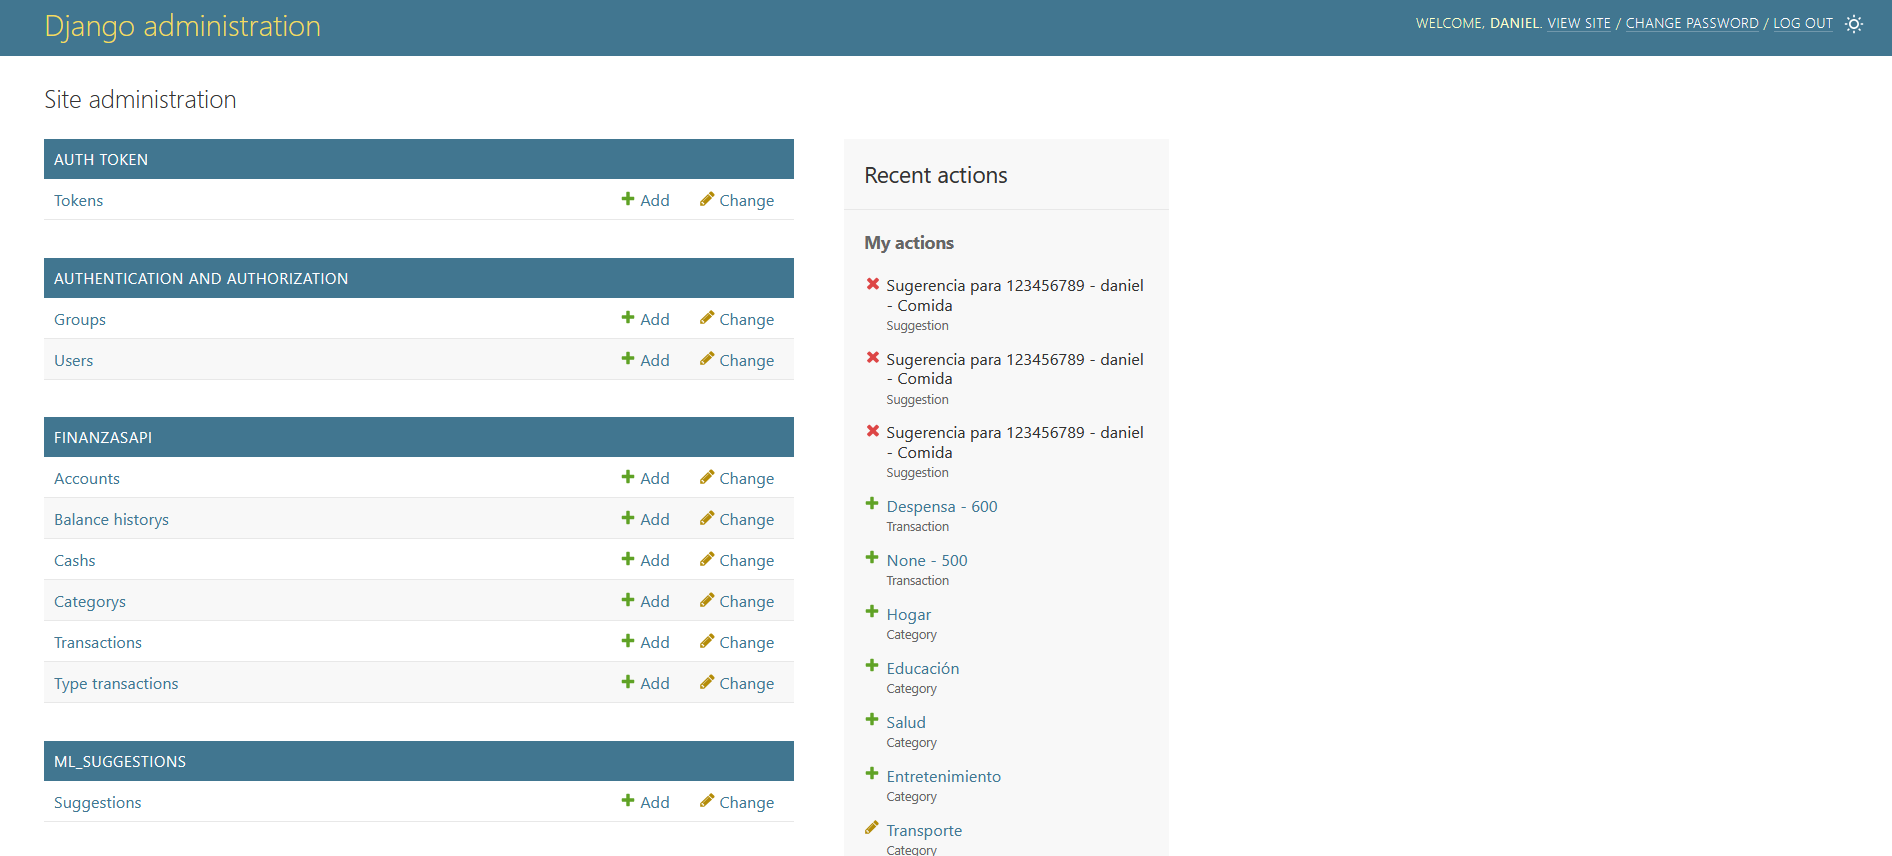 Django administration
WELCOME, DANIEL. VIEW SITE / CHANGE PASSWORD / LOG OUT
Site administration
AUTH TOKEN
Tokens Add Change
AUTHENTICATION AND AUTHORIZATION
Groups Add Change
Users Add Change
FINANZASAPI
Accounts Add Change
Balance historys Add Change
Cashs Add Change
Categorys Add Change
Transactions Add Change
Type transactions Add Change
ML_SUGGESTIONS
Suggestions Add Change
Recent actions
My actions
Sugerencia para 123456789 - daniel
- Comida
Suggestion
Sugerencia para 123456789 - daniel
- Comida
Suggestion
Sugerencia para 123456789 - daniel
- Comida
Suggestion
Despensa - 600
Transaction
None - 500
Transaction
Hogar
Category
Educación
Category
Salud
Category
Entretenimiento
Category
Transporte
Category